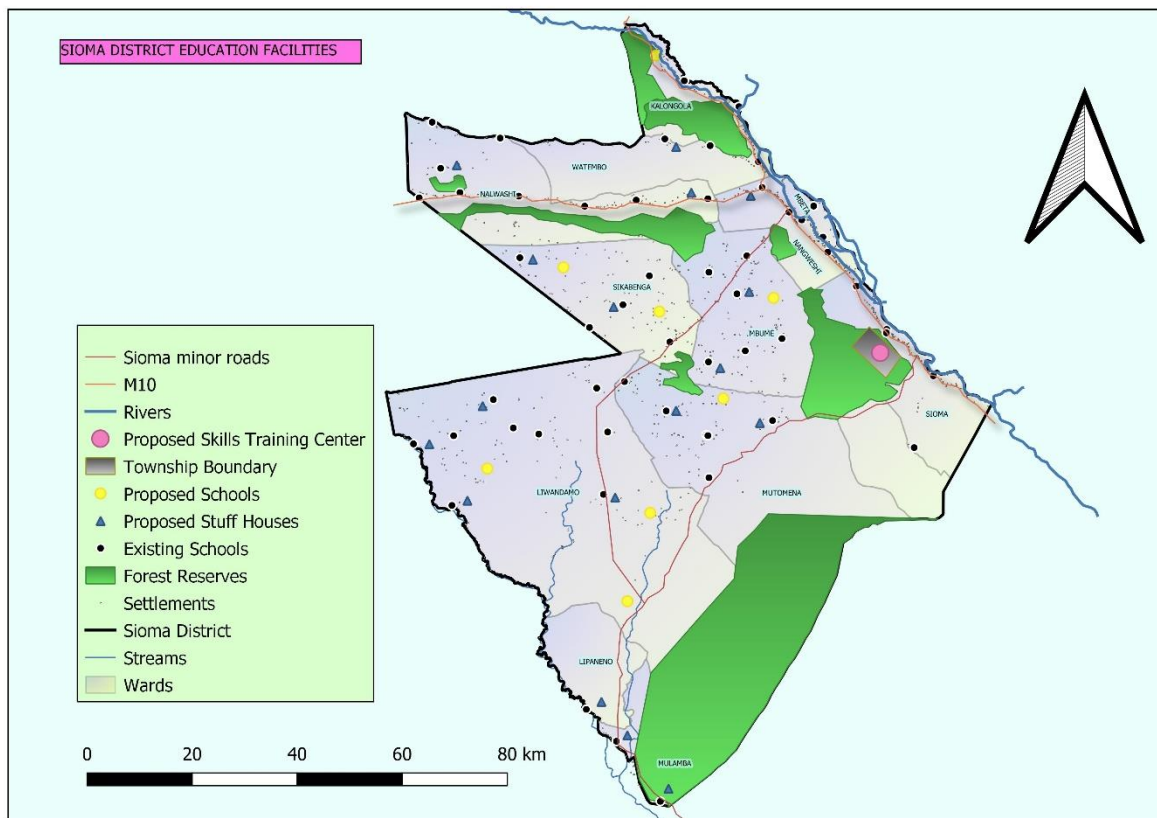 SIOMA DISTRICT EDUCATION FACILITIES
KALONGOLA
WATEMBO
NALWASHI
MBETA
NANGWESHI
SIKABENGA
MBUME
SIOMA
LIWANDAMO
MUTOMENA
LIPANENO
MULAMBA
Sioma minor roads
M10
Rivers
Proposed Skills Training Center
Township Boundary
Proposed Schools
Proposed Stuff Houses
Existing Schools
Forest Reserves
Settlements
Sioma District
Streams
Wards
0 20 40 60 80 km